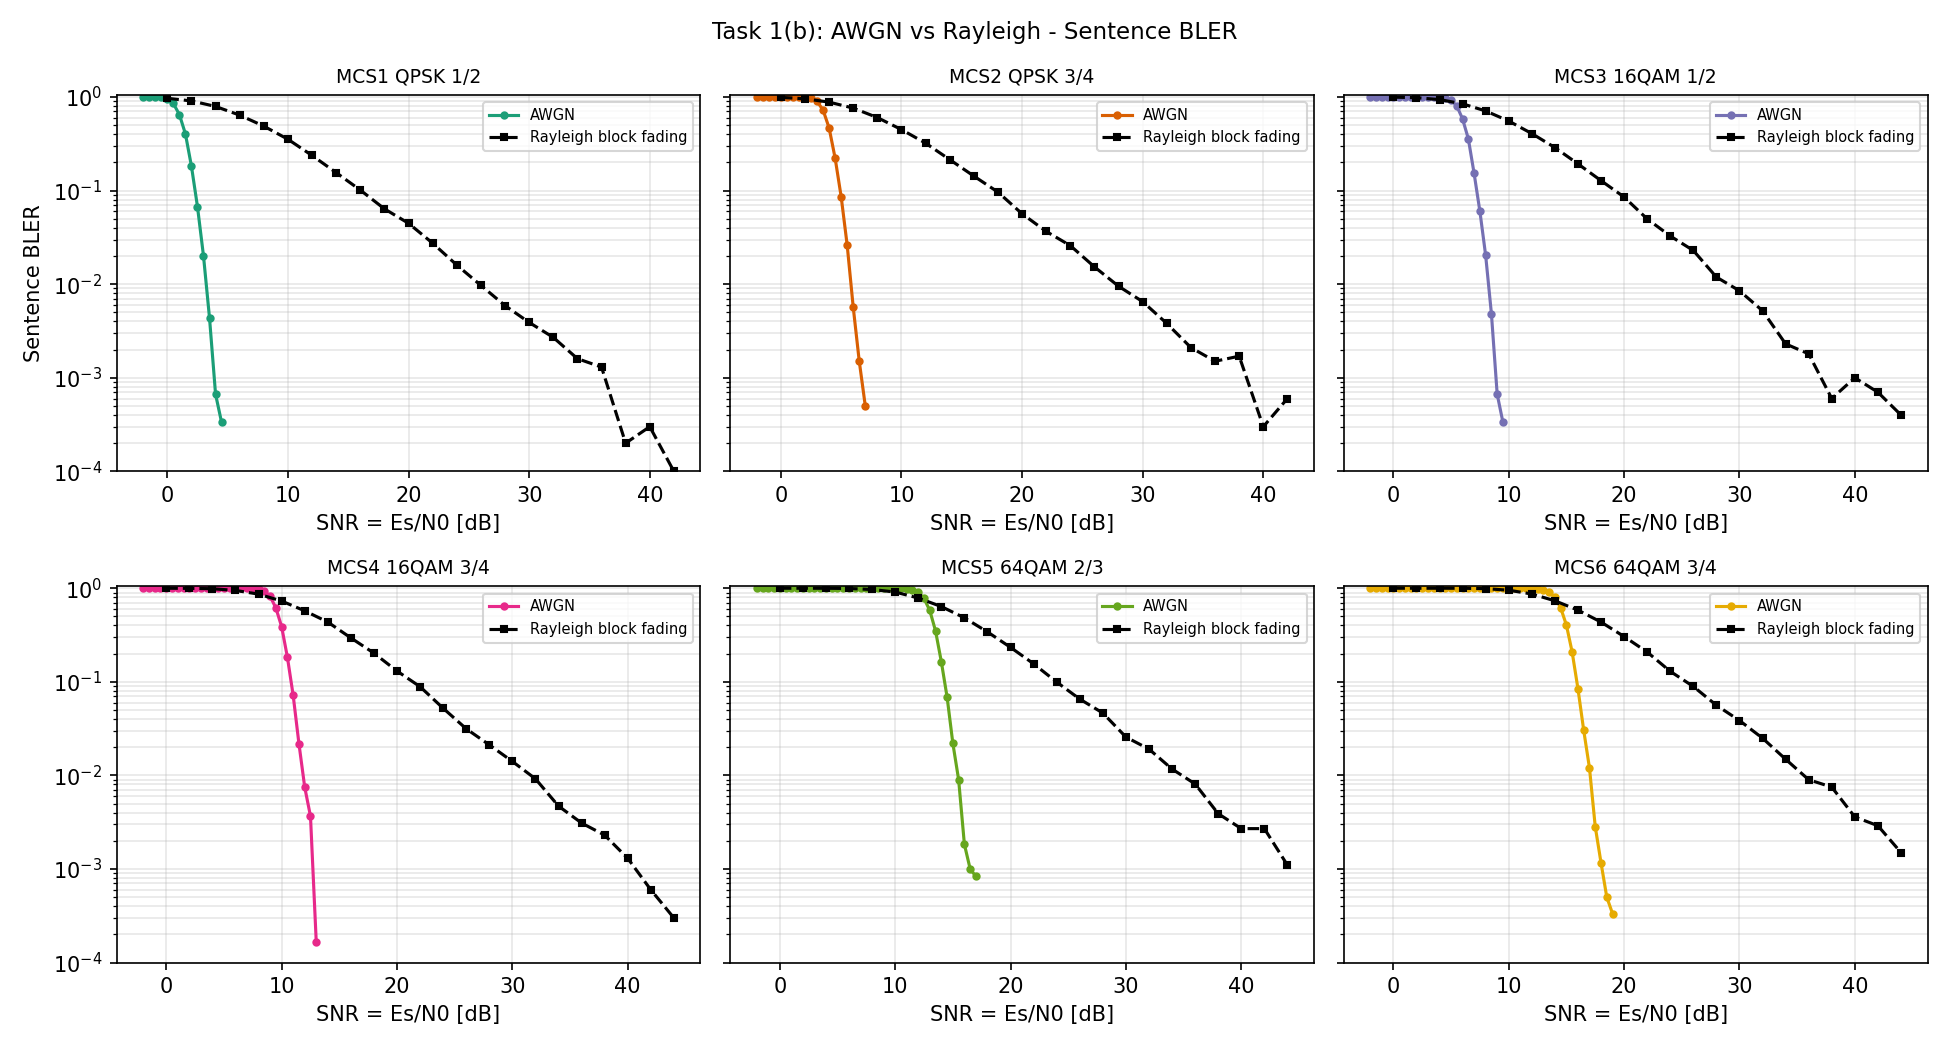 Task 1(b): AWGN vs Rayleigh - Sentence BLER
MCS1 QPSK 1/2
MCS2 QPSK 3/4
MCS3 16QAM 1/2
AWGN
Rayleigh block fading
AWGN
Rayleigh block fading
AWGN
Rayleigh block fading
Sentence BLER
10⁰
10⁻¹
10⁻²
10⁻³
10⁻⁴
0 10 20 30 40
0 10 20 30 40
0 10 20 30 40
SNR = Es/N0 [dB]
SNR = Es/N0 [dB]
SNR = Es/N0 [dB]
MCS4 16QAM 3/4
MCS5 64QAM 2/3
MCS6 64QAM 3/4
AWGN
Rayleigh block fading
AWGN
Rayleigh block fading
AWGN
Rayleigh block fading
10⁰
10⁻¹
10⁻²
10⁻³
10⁻⁴
0 10 20 30 40
0 10 20 30 40
0 10 20 30 40
SNR = Es/N0 [dB]
SNR = Es/N0 [dB]
SNR = Es/N0 [dB]